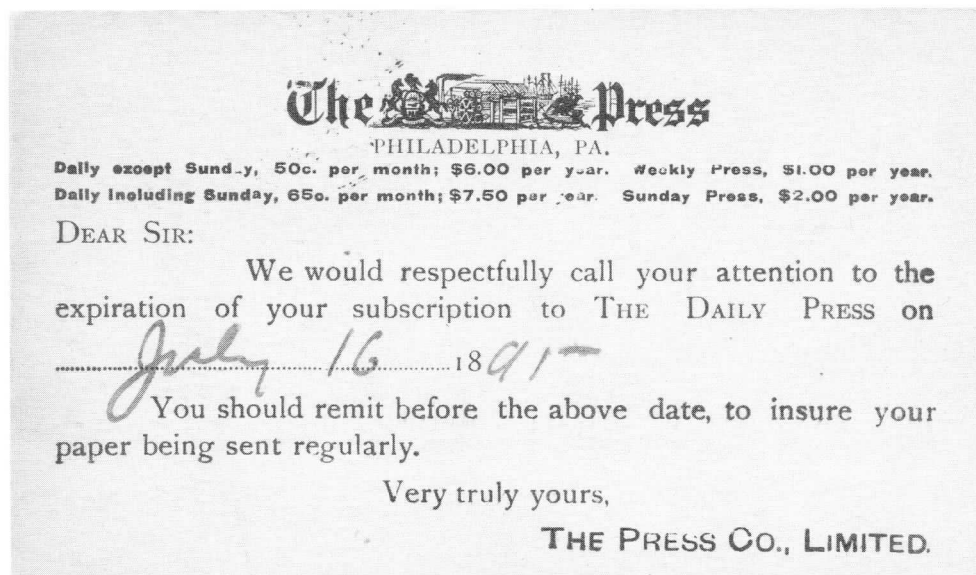 The Press
PHILADELPHIA, PA.
Daily except Sunday, 50c. per month; $6.00 per year. Weekly Press, $1.00 per year.
Daily including Sunday, 65c. per month; $7.50 per year. Sunday Press, $2.00 per year.
DEAR SIR:
We would respectfully call your attention to the
expiration of your subscription to THE DAILY PRESS on
July 16 1895
You should remit before the above date, to insure your
paper being sent regularly.
Very truly yours,
THE PRESS CO., LIMITED.